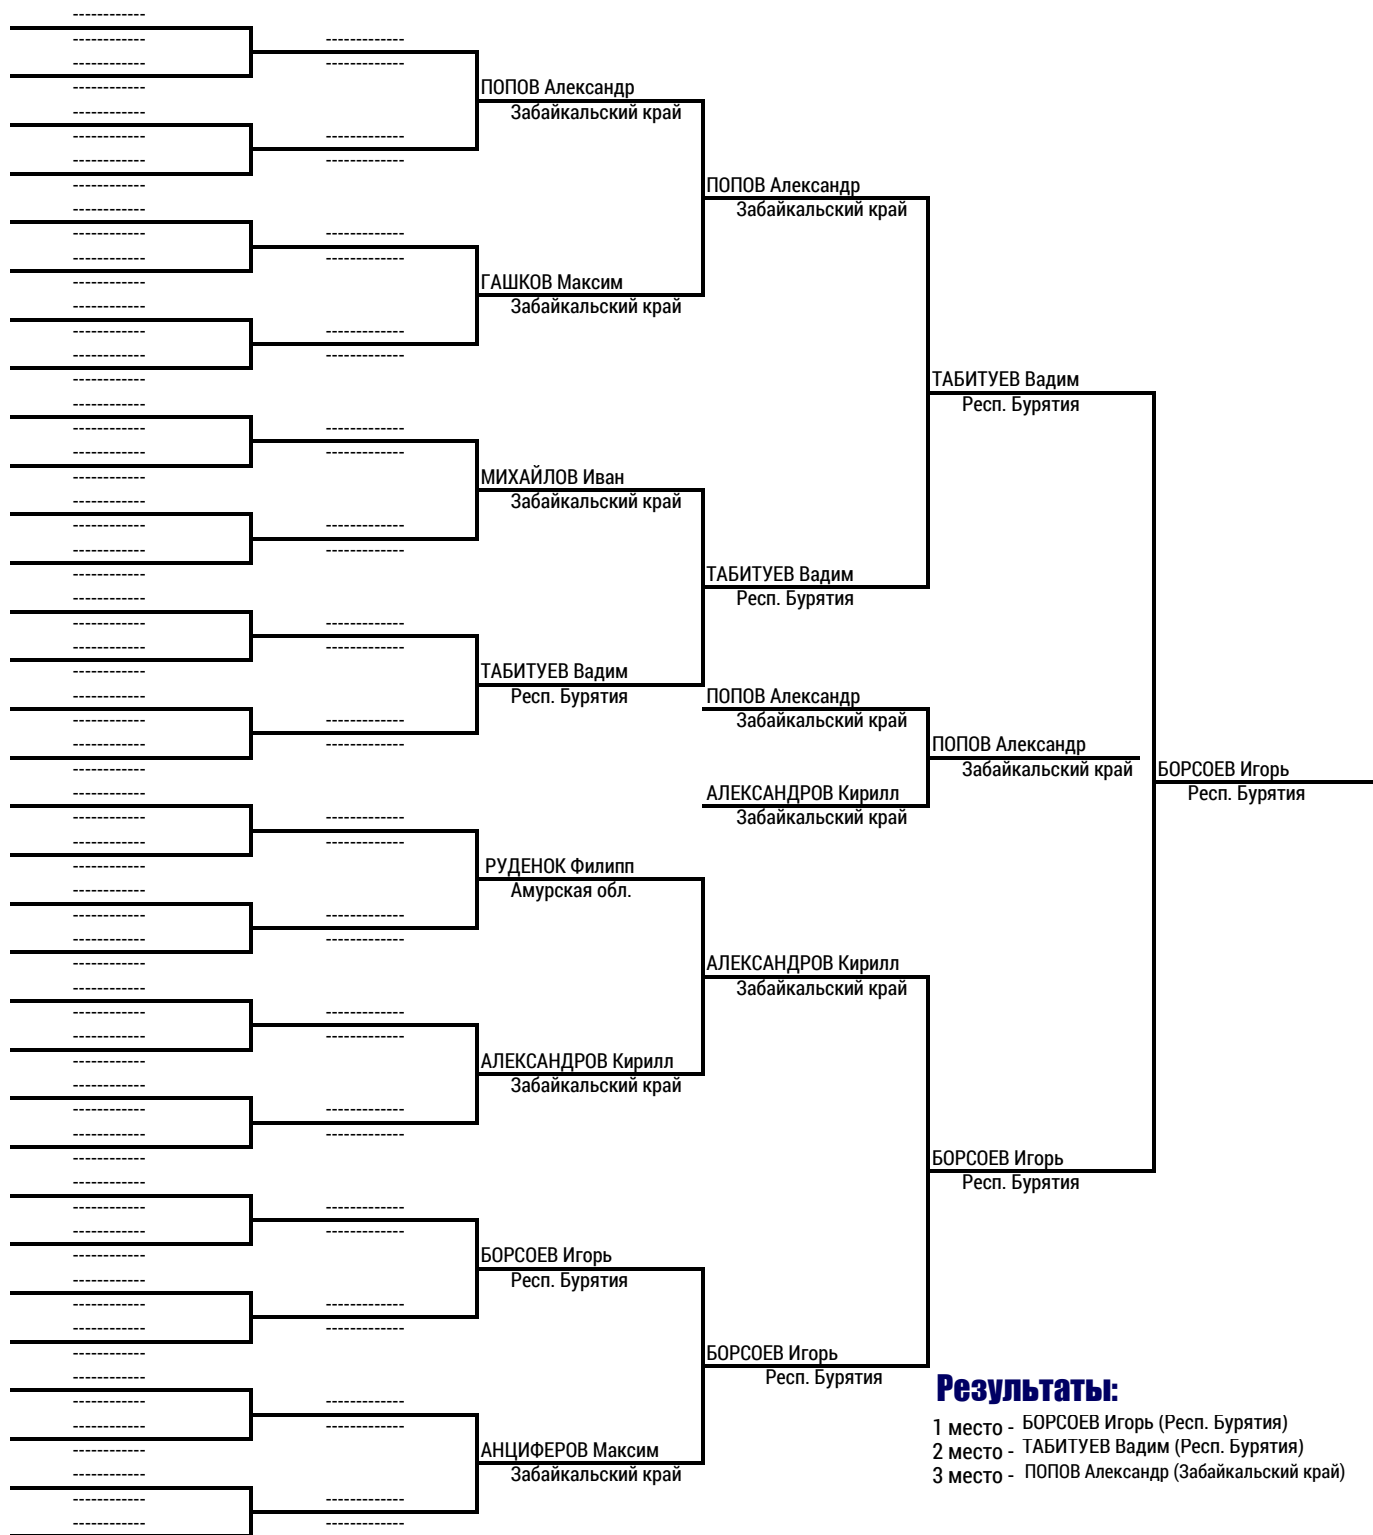 ПОПОВ Александр
Забайкальский край
ПОПОВ Александр
Забайкальский край
ГАШКОВ Максим
Забайкальский край
ТАБИТУЕВ Вадим
Респ. Бурятия
МИХАЙЛОВ Иван
Забайкальский край
ТАБИТУЕВ Вадим
Респ. Бурятия
ТАБИТУЕВ Вадим
Респ. Бурятия
ПОПОВ Александр
Забайкальский край
ПОПОВ Александр
Забайкальский край
БОРСОЕВ Игорь
Респ. Бурятия
АЛЕКСАНДРОВ Кирилл
Забайкальский край
РУДЕНОК Филипп
Амурская обл.
АЛЕКСАНДРОВ Кирилл
Забайкальский край
АЛЕКСАНДРОВ Кирилл
Забайкальский край
БОРСОЕВ Игорь
Респ. Бурятия
БОРСОЕВ Игорь
Респ. Бурятия
БОРСОЕВ Игорь
Респ. Бурятия
АНЦИФЕРОВ Максим
Забайкальский край
Результаты:
1 место - БОРСОЕВ Игорь (Респ. Бурятия)
2 место - ТАБИТУЕВ Вадим (Респ. Бурятия)
3 место - ПОПОВ Александр (Забайкальский край)